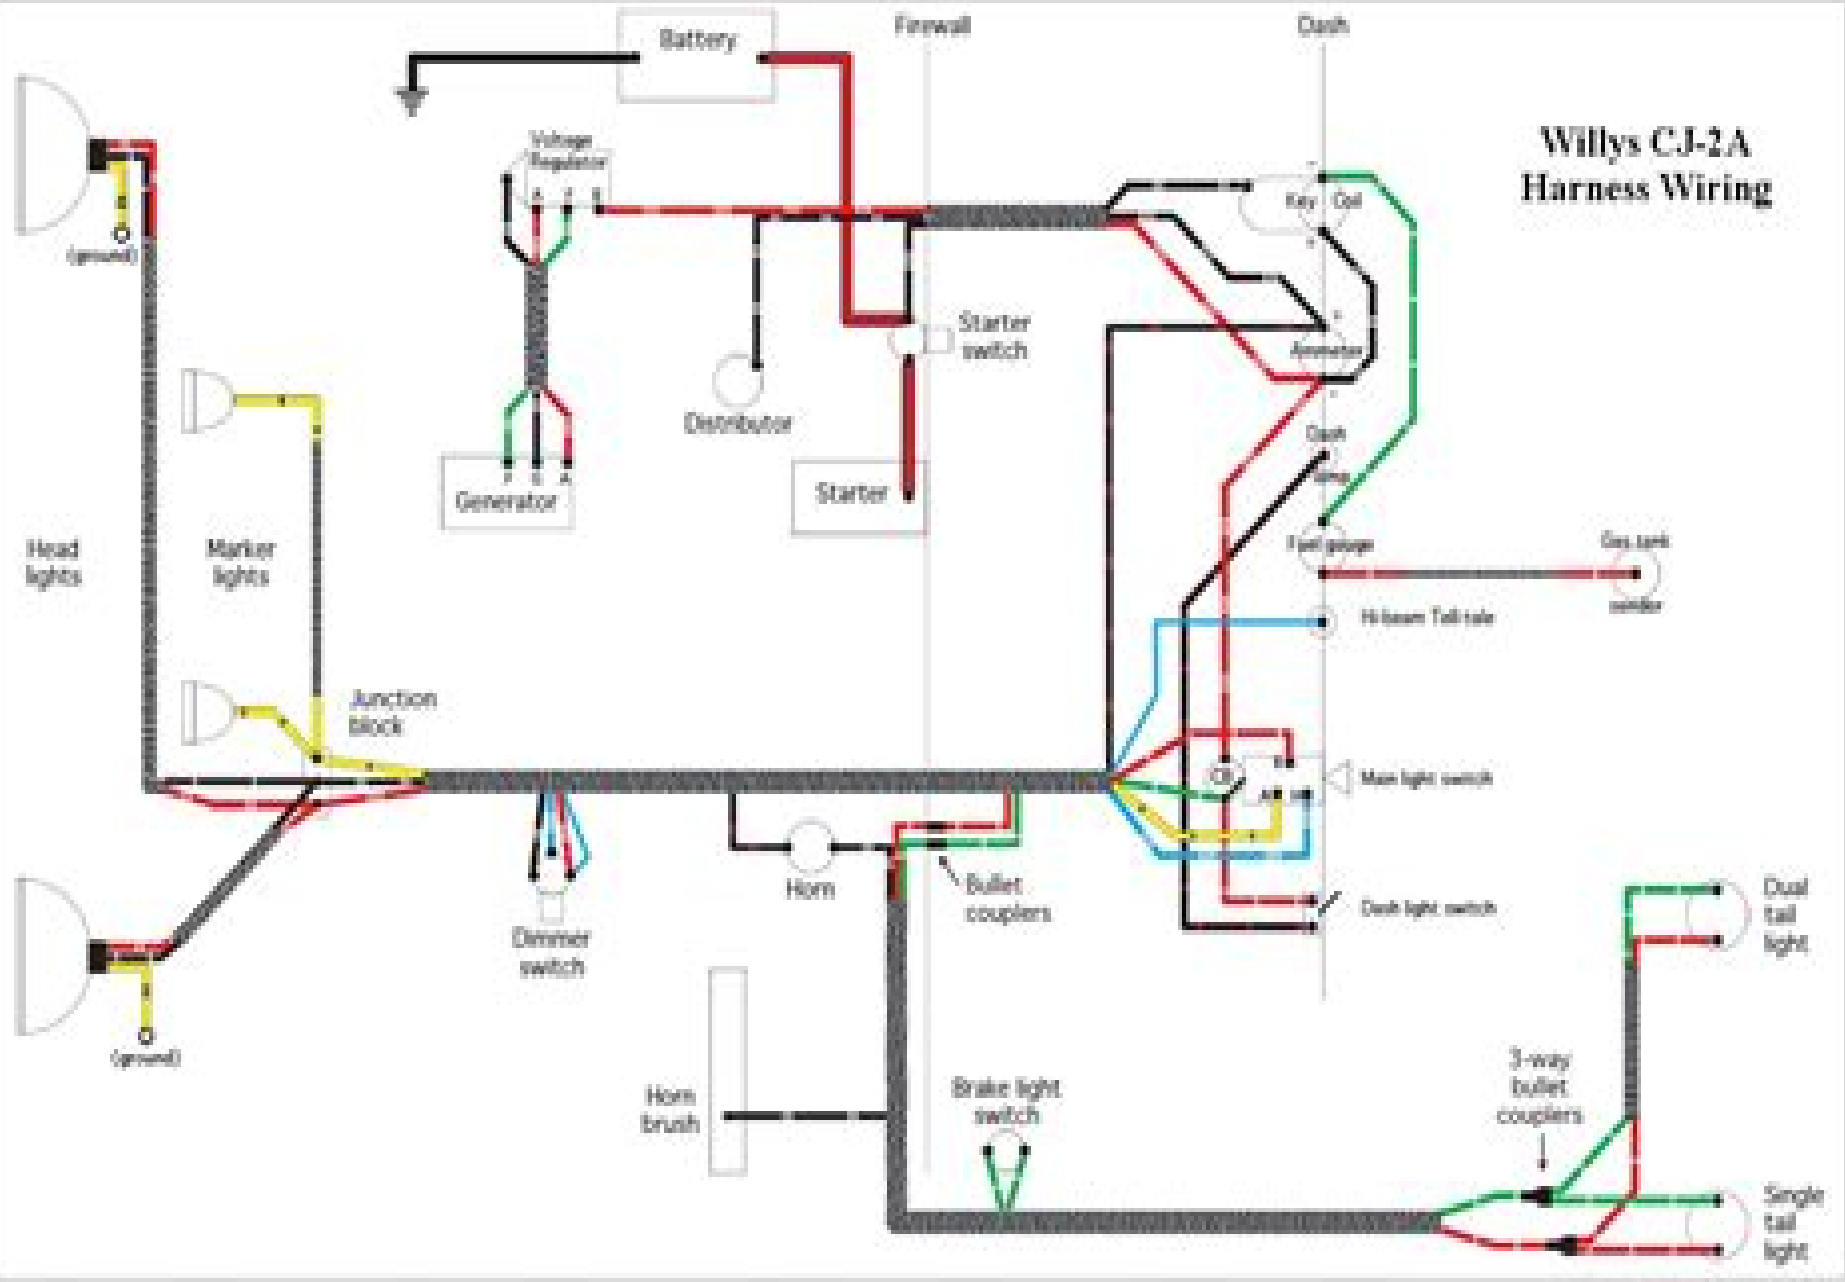 Battery
Firewall
Dash
Willys CJ-2A
Harness Wiring
Voltage
Regulator
A F B
Key Coil
(ground)
Starter
switch
Ammeter
Distributor
Dash
lamp
F G A
Generator
Starter
Fuel gauge
Gas tank
sender
Head
lights
Marker
lights
Hi-beam Tell-tale
Junction
block
CB
B
A H
Main light switch
Horn
Bullet
couplers
Dash light switch
Dimmer
switch
Dual
tail
light
(ground)
Horn
brush
Brake light
switch
3-way
bullet
couplers
Single
tail
light